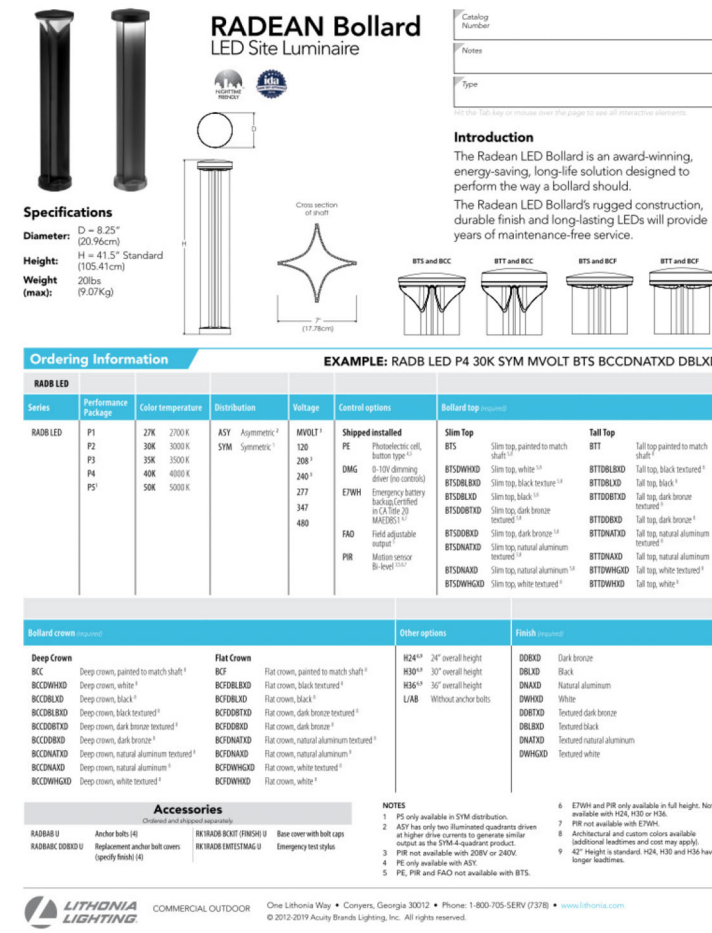 RADEAN Bollard
LED Site Luminaire
NIGHTTIME
FRIENDLY
ida
Catalog
Number
Notes
Type
Hit the Tab key or mouse over the page to see all interactive elements.
Introduction
The Radean LED Bollard is an award-winning,
energy-saving, long-life solution designed to
perform the way a bollard should.
The Radean LED Bollard's rugged construction,
durable finish and long-lasting LEDs will provide
years of maintenance-free service.
Specifications
Diameter: D = 8.25"
(20.96cm)
Height: H = 41.5" Standard
(105.41cm)
Weight 20lbs
(max): (9.07Kg)
D
H
Cross section
of shaft
7"
(17.78cm)
BTS and BCC BTT and BCC BTS and BCF BTT and BCF
Ordering Information
EXAMPLE: RADB LED P4 30K SYM MVOLT BTS BCCDNATXD DBLX
RADB LED
Series Performance Package Color temperature Distribution Voltage Control options Bollard top (required)
RADB LED
P1
P2
P3
P4
P5¹
27K 2700 K
30K 3000 K
35K 3500 K
40K 4000 K
50K 5000 K
ASY Asymmetric ²
SYM Symmetric ¹
MVOLT ³
120
208 ³
240 ³
277
347
480
Shipped installed
PE Photoelectric cell,
button type
DMG 0-10V dimming
driver (no controls)
E7WH Emergency battery
backup,Certified
in CA Title 20
MAEDBS
FAO Field adjustable
output
PIR Motion sensor
Bi-level
Slim Top
BTS Slim top, painted to match
shaft
BTSDWHXD Slim top, white
BTSDBLBXD Slim top, black texture
BTSDBLXD Slim top, black
BTSDDBTXD Slim top, dark bronze
textured
BTSDDBXD Slim top, dark bronze
BTSDNATXD Slim top, natural aluminum
textured
BTSDNAXD Slim top, natural aluminum
BTSDWHGXD Slim top, white textured
Tall Top
BTT Tall top painted to match
shaft
BTTDBLBXD Tall top, black textured
BTTDBLXD Tall top, black
BTTDDBTXD Tall top, dark bronze
textured
BTTDDBXD Tall top, dark bronze
BTTDNATXD Tall top, natural aluminum
textured
BTTDNAXD Tall top, natural aluminum
BTTDWHGXD Tall top, white textured
BTTDWHXD Tall top, white
Bollard crown (required) Other options Finish (required)
Deep Crown
BCC Deep crown, painted to match shaft
BCCDWHXD Deep crown, white
BCCDBLXD Deep crown, black
BCCDBLBXD Deep crown, black textured
BCCDDBTXD Deep crown, dark bronze textured
BCCDDBXD Deep crown, dark bronze
BCCDNATXD Deep crown, natural aluminum textured
BCCDNAXD Deep crown, natural aluminum
BCCDWHGXD Deep crown, white textured
Flat Crown
BCF Flat crown, painted to match shaft
BCFDBLBXD Flat crown, black textured
BCFDBLXD Flat crown, black
BCFDDBTXD Flat crown, dark bronze textured
BCFDDBXD Flat crown, dark bronze
BCFDNATXD Flat crown, natural aluminum textured
BCFDNAXD Flat crown, natural aluminum
BCFDWHGXD Flat crown, white textured
BCFDWHXD Flat crown, white
H24 24" overall height
H30 30" overall height
H36 36" overall height
L/AB Without anchor bolts
DDBXD Dark bronze
DBLXD Black
DNAXD Natural aluminum
DWHXD White
DDBTXD Textured dark bronze
DBLBXD Textured black
DNATXD Textured natural aluminum
DWHGXD Textured white
Accessories
Ordered and shipped separately.
RADBAB U Anchor bolts (4)
RADBABC DDBXD U Replacement anchor bolt covers
(specify finish) (4)
RK1RADB BCKIT (FINISH) U Base cover with bolt caps
RK1RADB EMTESTMAG U Emergency test stylus
NOTES
1 P5 only available in SYM distribution.
2 ASY has only two illuminated quadrants driven
at higher drive currents to generate similar
output as the SYM-4-quadrant product.
3 PIR not available with 208V or 240V.
4 PE only available with ASY.
5 PE, PIR and FAO not available with BTS.
6 E7WH and PIR only available in full height. Not
available with H24, H30 or H36.
7 PIR not available with E7WH.
8 Architectural and custom colors available
(additional leadtimes and cost may apply).
9 42" Height is standard. H24, H30 and H36 hav
longer leadtimes.
LITHONIA
LIGHTING.
COMMERCIAL OUTDOOR
One Lithonia Way • Conyers, Georgia 30012 • Phone: 1-800-705-SERV (7378) • www.lithonia.com
© 2012-2019 Acuity Brands Lighting, Inc. All rights reserved.